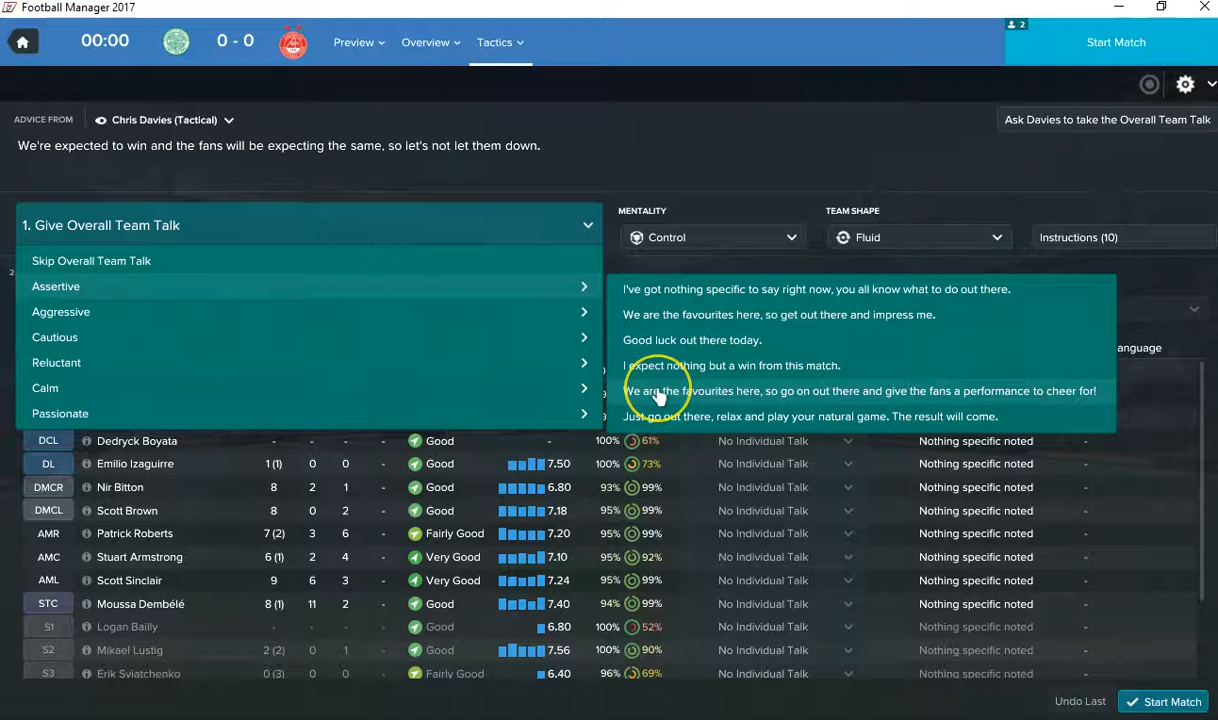 Football Manager 2017
00:00 0 - 0 Preview Overview Tactics 2 Start Match
ADVICE FROM Chris Davies (Tactical) Ask Davies to take the Overall Team Talk
We're expected to win and the fans will be expecting the same, so let's not let them down.
1. Give Overall Team Talk MENTALITY Control TEAM SHAPE Fluid Instructions (10)
Skip Overall Team Talk
Assertive
Aggressive
Cautious
Reluctant
Calm
Passionate
I've got nothing specific to say right now, you all know what to do out there.
We are the favourites here, so get out there and impress me.
Good luck out there today.
I expect nothing but a win from this match.
We are the favourites here, so go on out there and give the fans a performance to cheer for!
Just go out there, relax and play your natural game. The result will come.
anguage
DCL Dedryck Boyata - - - - Good - 100% 61% No Individual Talk Nothing specific noted -
DL Emilio Izaguirre 1 (1) 0 0 - Good 7.50 100% 73% No Individual Talk Nothing specific noted -
DMCR Nir Bitton 8 2 1 - Good 6.80 93% 99% No Individual Talk Nothing specific noted -
DMCL Scott Brown 8 0 2 - Good 7.18 95% 99% No Individual Talk Nothing specific noted -
AMR Patrick Roberts 7 (2) 3 6 - Fairly Good 7.20 95% 99% No Individual Talk Nothing specific noted -
AMC Stuart Armstrong 6 (1) 2 4 - Very Good 7.10 95% 92% No Individual Talk Nothing specific noted -
AML Scott Sinclair 9 6 3 - Very Good 7.24 95% 99% No Individual Talk Nothing specific noted -
STC Moussa Dembélé 8 (1) 11 2 - Good 7.40 94% 99% No Individual Talk Nothing specific noted -
S1 Logan Bailly - - - - Good 6.80 100% 52% No Individual Talk Nothing specific noted -
S2 Mikael Lustig 2 (2) 0 1 - Good 7.56 100% 90% No Individual Talk Nothing specific noted -
S3 Erik Sviatchenko 0 (3) 0 0 - Fairly Good 6.40 96% 69% No Individual Talk Nothing specific noted -
Undo Last Start Match